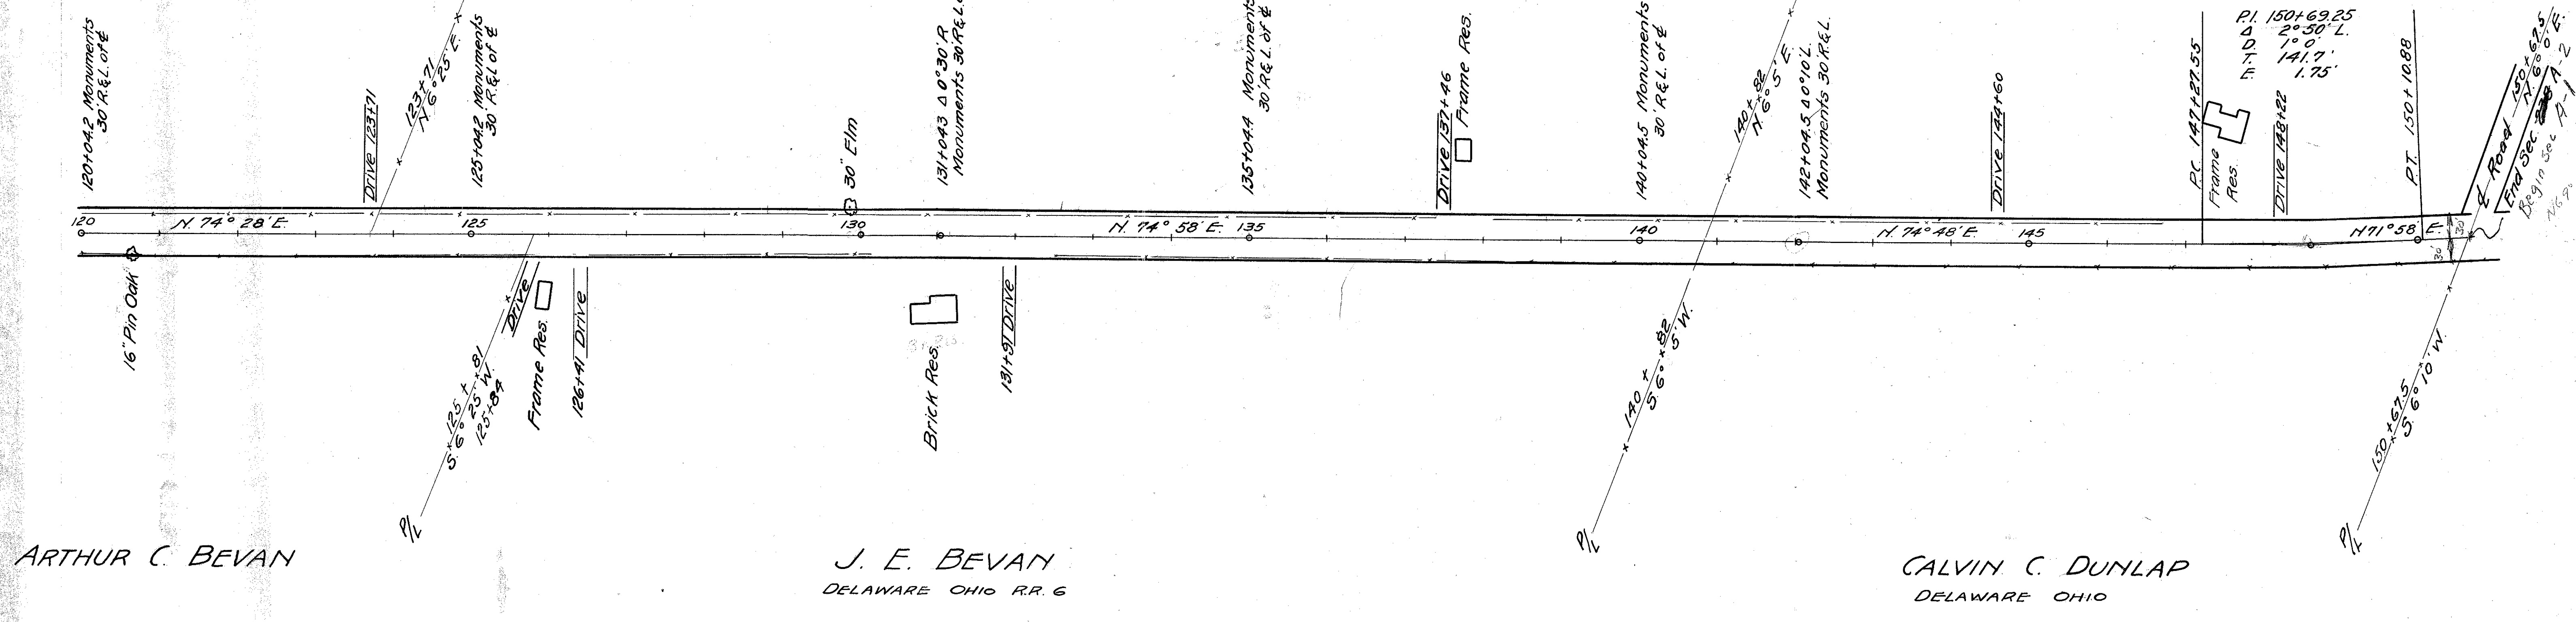 120+04.2 Monuments
30' R.& L. of ℄
Drive 123+71
123+71
N. 6° 25' E.
125+04.2 Monuments
30' R.& L. of ℄
30" Elm
131+43 Δ 0°30' R
Monuments 30' R.& L.
135+04.4 Monuments
30' R.& L. of ℄
Drive 137+46
Frame Res.
140+04.5 Monuments
30' R.& L. of ℄
140+82
N. 6° 5' E.
142+04.5 Δ 0°10' L.
Monuments 30' R.& L.
Drive 144+60
P.C. 147+27.55
Frame
Res.
P.I. 150+69.25
Δ 2° 50' L.
D. 1° 0'
T. 141.7'
E. 1.75'
Drive 148+22
P.T. 150+10.88
℄ Road 150+67.5
N. 6° 0' E.
End Sec. A-2
Begin Sec A-1
120
N. 74° 28' E.
125
130
N. 74° 58' E.
135
140
N. 74° 48' E.
145
N 71° 58' E.
30'
30'
16" Pin Oak
125+81
S. 6° 25' W.
125+84
Drive
Frame Res.
126+41 Drive
Brick Res.
131+91 Drive
140+82
S. 6° 5' W.
150+67.5
S. 6° 10' W.
P/L
P/L
P/L
ARTHUR C. BEVAN
J. E. BEVAN
DELAWARE OHIO R.R. 6
CALVIN C. DUNLAP
DELAWARE OHIO